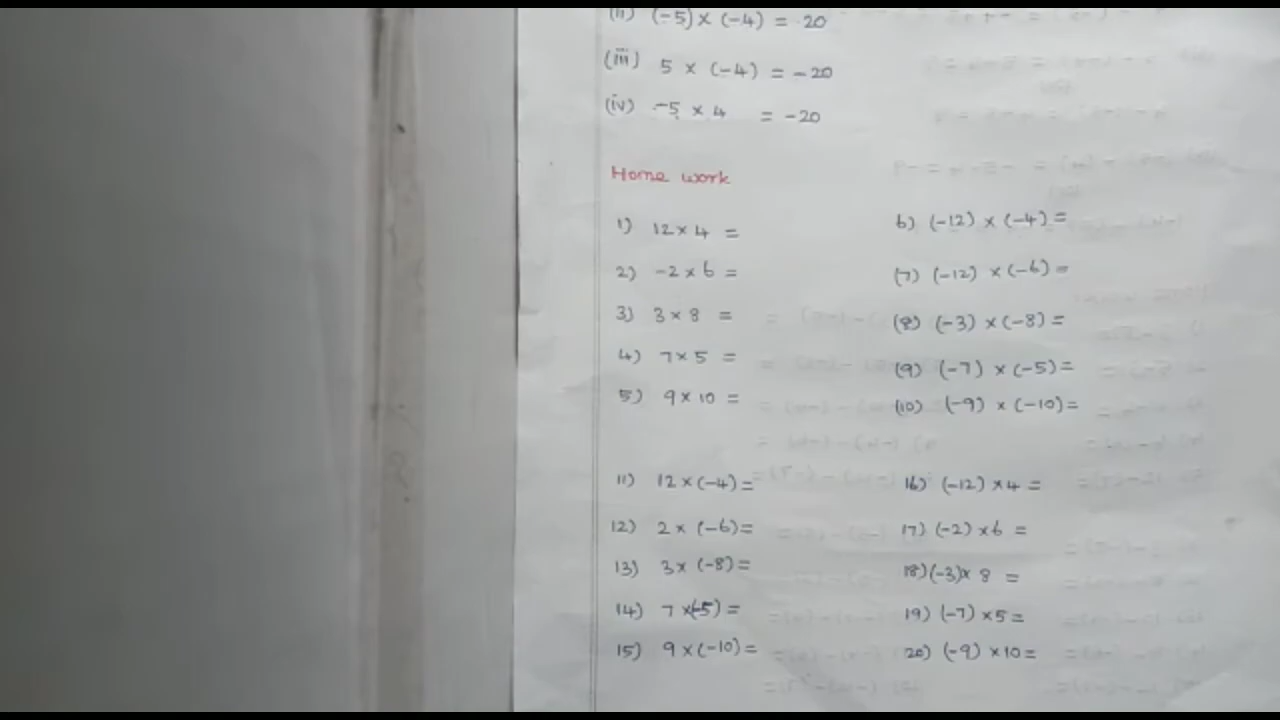 (ii) (-5) × (-4) = 20
(iii) 5 × (-4) = -20
(iv) -5 × 4 = -20
Home work
1) 12 × 4 =
2) -2 × 6 =
3) 3 × 8 =
4) 7 × 5 =
5) 9 × 10 =
6) (-12) × (-4) =
(7) (-12) × (-6) =
(8) (-3) × (-8) =
(9) (-7) × (-5) =
(10) (-9) × (-10) =
11) 12 × (-4) =
12) 2 × (-6) =
13) 3 × (-8) =
14) 7 × (-5) =
15) 9 × (-10) =
16) (-12) × 4 =
17) (-2) × 6 =
18) (-3) × 8 =
19) (-7) × 5 =
20) (-9) × 10 =